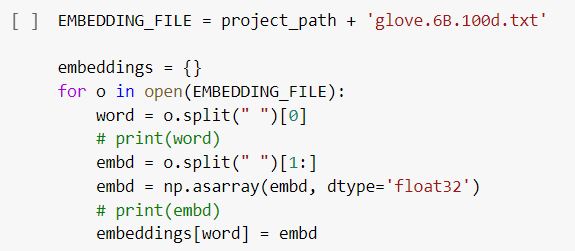 [ ] EMBEDDING_FILE = project_path + 'glove.6B.100d.txt'

    embeddings = {}
    for o in open(EMBEDDING_FILE):
        word = o.split(" ")[0]
        # print(word)
        embd = o.split(" ")[1:]
        embd = np.asarray(embd, dtype='float32')
        # print(embd)
        embeddings[word] = embd